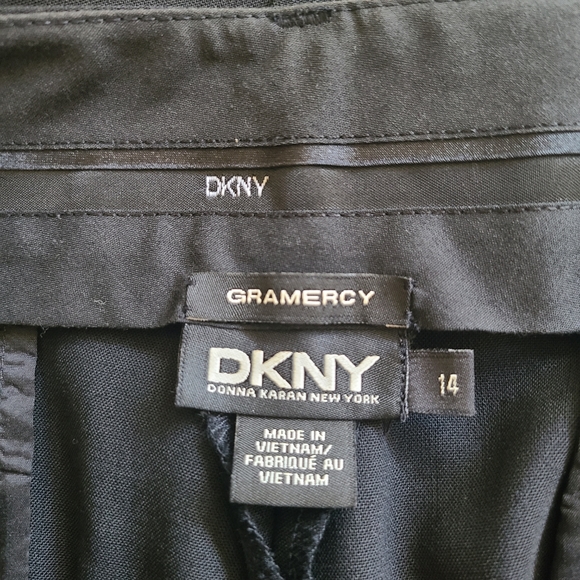 DKNY
GRAMERCY
DKNY
DONNA KARAN NEW YORK
14
MADE IN
VIETNAM/
FABRIQUÉ AU
VIETNAM